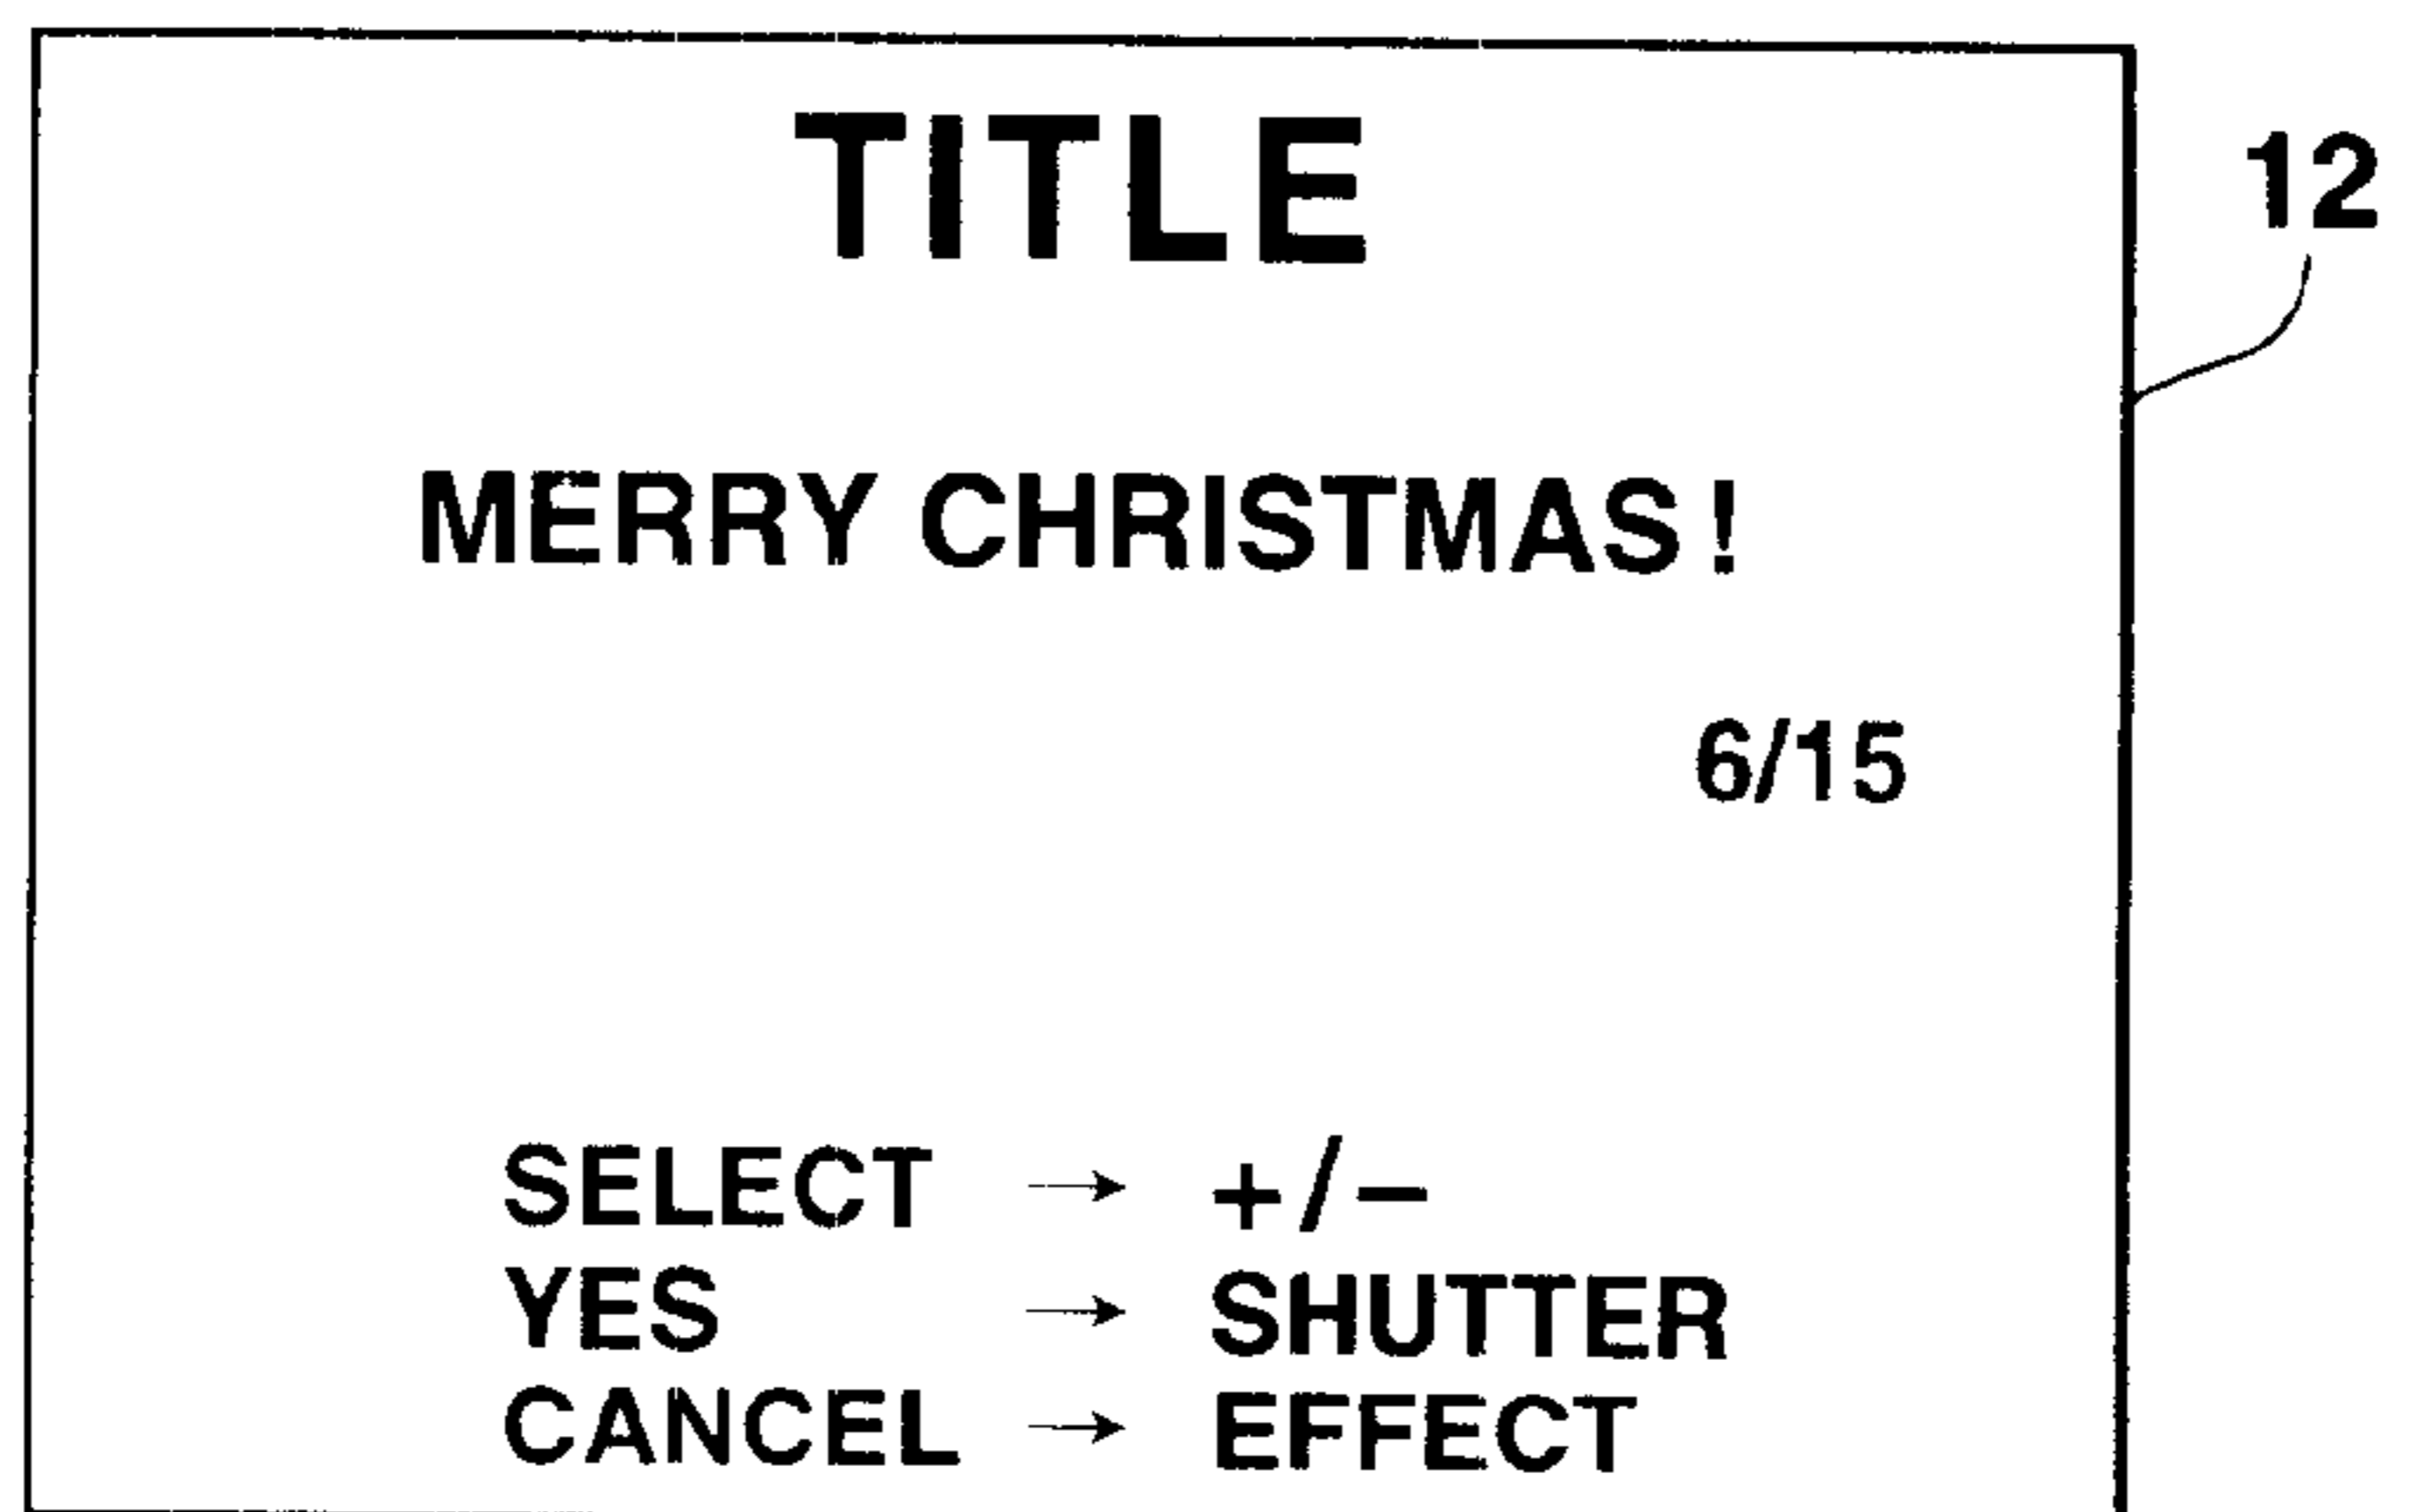 TITLE
12
MERRY CHRISTMAS!
6/15
SELECT → +/−
YES → SHUTTER
CANCEL → EFFECT